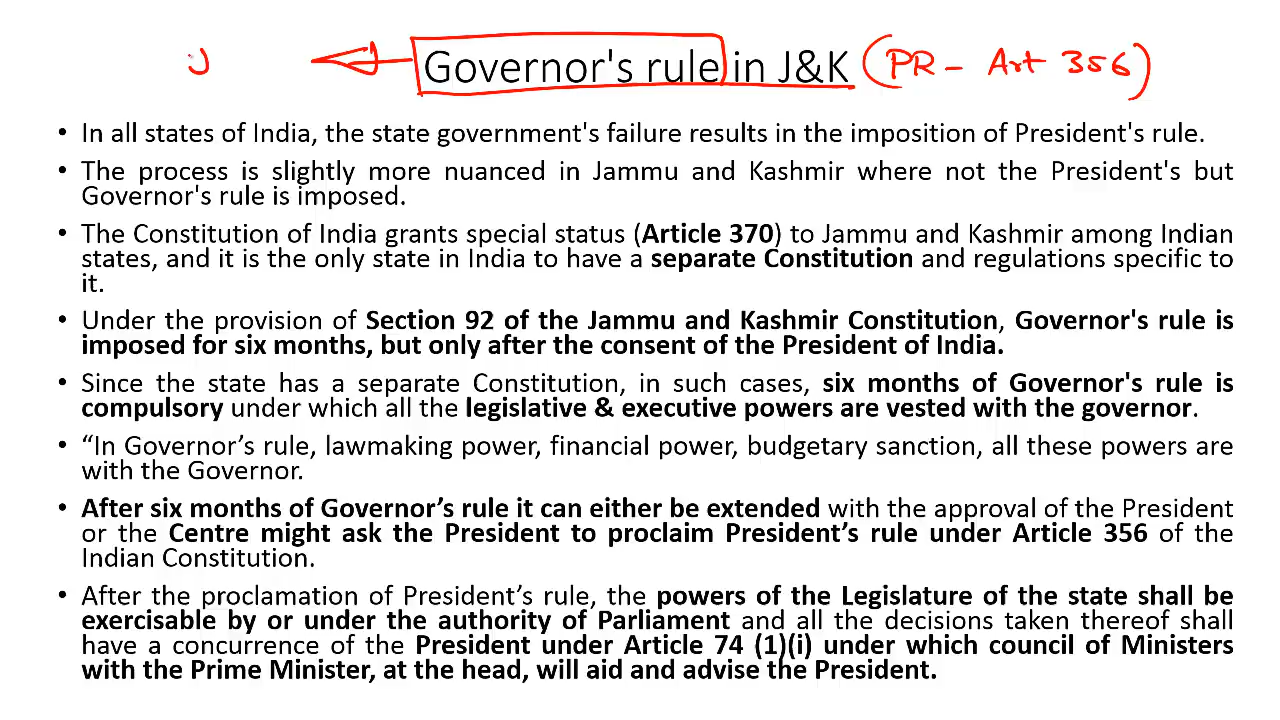 Governor's rule in J&K (PR - Art 356)
• In all states of India, the state government's failure results in the imposition of President's rule.
• The process is slightly more nuanced in Jammu and Kashmir where not the President's but
Governor's rule is imposed.
• The Constitution of India grants special status (Article 370) to Jammu and Kashmir among Indian
states, and it is the only state in India to have a separate Constitution and regulations specific to
it.
• Under the provision of Section 92 of the Jammu and Kashmir Constitution, Governor's rule is
imposed for six months, but only after the consent of the President of India.
• Since the state has a separate Constitution, in such cases, six months of Governor's rule is
compulsory under which all the legislative & executive powers are vested with the governor.
• “In Governor’s rule, lawmaking power, financial power, budgetary sanction, all these powers are
with the Governor.
• After six months of Governor’s rule it can either be extended with the approval of the President
or the Centre might ask the President to proclaim President’s rule under Article 356 of the
Indian Constitution.
• After the proclamation of President’s rule, the powers of the Legislature of the state shall be
exercisable by or under the authority of Parliament and all the decisions taken thereof shall
have a concurrence of the President under Article 74 (1)(i) under which council of Ministers
with the Prime Minister, at the head, will aid and advise the President.